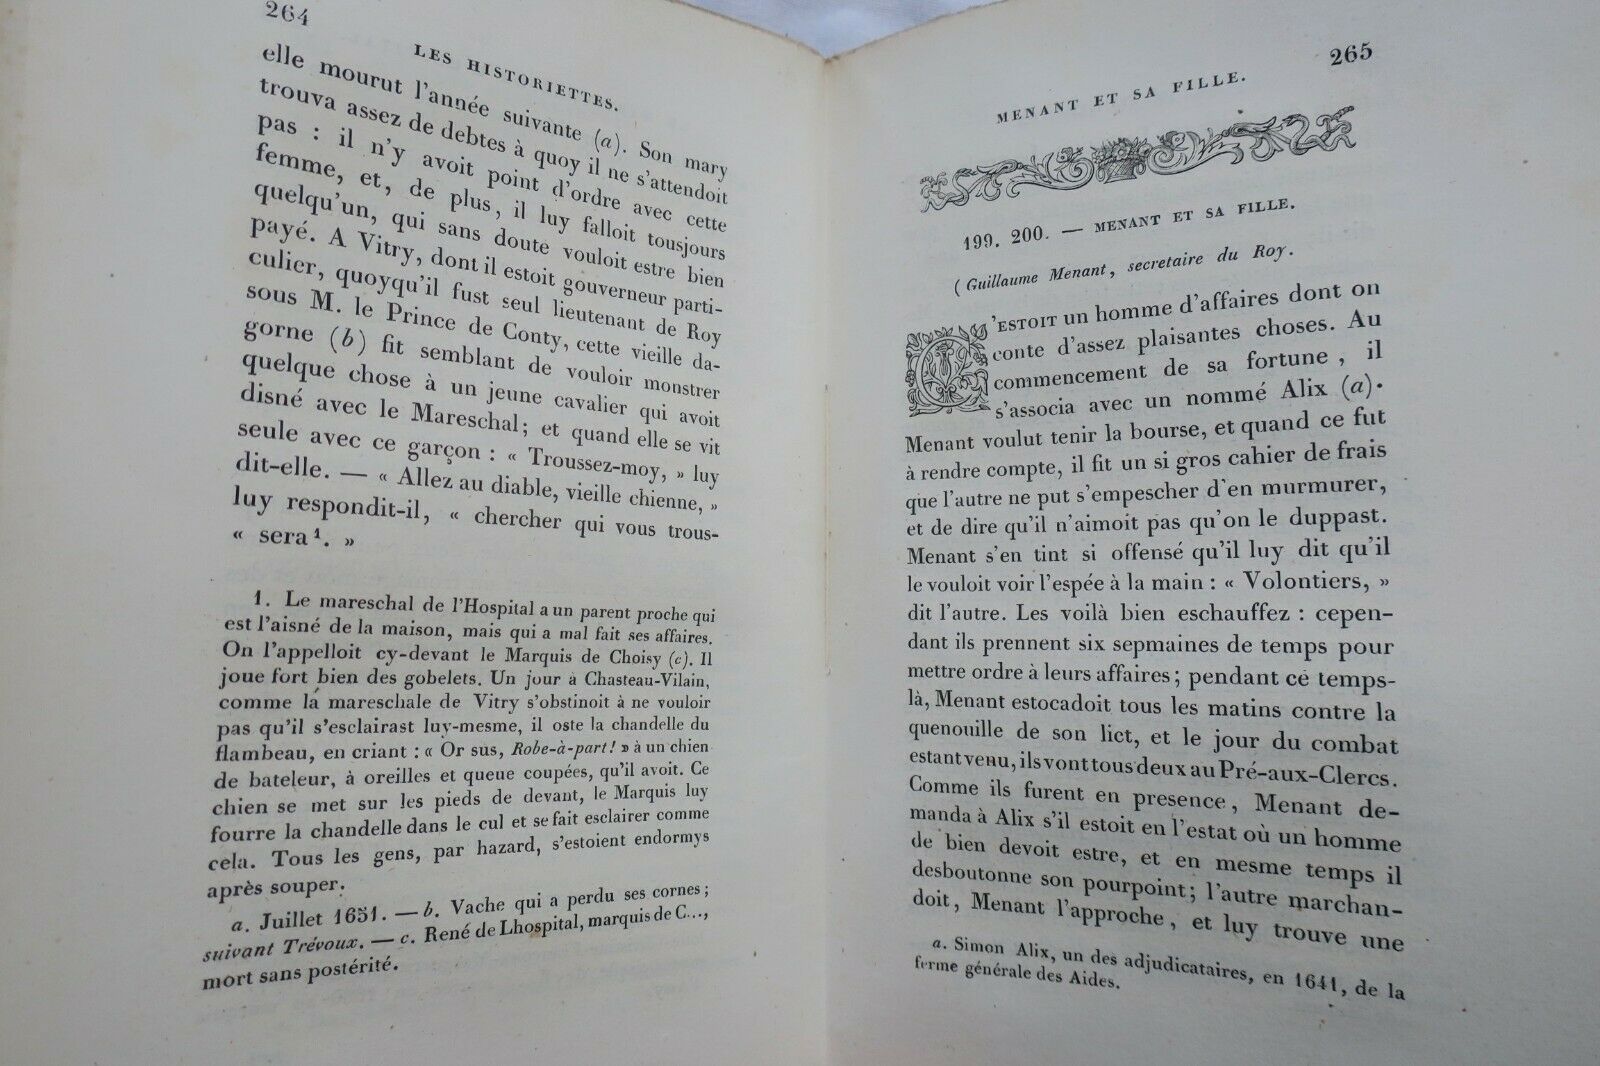 264
LES HISTORIETTES.
elle mourut l'année suivante (a). Son mary
trouva assez de debtes à quoy il ne s'attendoit
pas : il n'y avoit point d'ordre avec cette
femme, et, de plus, il luy falloit tousjours
quelqu'un, qui sans doute vouloit estre bien
payé. A Vitry, dont il estoit gouverneur parti-
culier, quoyqu'il fust seul lieutenant de Roy
sous M. le Prince de Conty, cette vieille da-
gorne (b) fit semblant de vouloir monstrer
quelque chose à un jeune cavalier qui avoit
disné avec le Mareschal; et quand elle se vit
seule avec ce garçon : « Troussez-moy, » luy
dit-elle. — « Allez au diable, vieille chienne, »
luy respondit-il, « chercher qui vous trous-
« sera¹. »
1. Le mareschal de l'Hospital a un parent proche qui
est l'aisné de la maison, mais qui a mal fait ses affaires.
On l'appelloit cy-devant le Marquis de Choisy (c). Il
joue fort bien des gobelets. Un jour à Chasteau-Vilain,
comme la mareschale de Vitry s'obstinoit à ne vouloir
pas qu'il s'esclairast luy-mesme, il oste la chandelle du
flambeau, en criant : « Or sus, Robe-à-part! » à un chien
de bateleur, à oreilles et queue coupées, qu'il avoit. Ce
chien se met sur les pieds de devant, le Marquis luy
fourre la chandelle dans le cul et se fait esclairer comme
cela. Tous les gens, par hazard, s'estoient endormys
après souper.
a. Juillet 1651. — b. Vache qui a perdu ses cornes;
suivant Trévoux. — c. René de Lhospital, marquis de C...,
mort sans postérité.
MENANT ET SA FILLE.
265
199. 200. — MENANT ET SA FILLE.
(Guillaume Menant, secretaire du Roy.
C'ESTOIT un homme d'affaires dont on
conte d'assez plaisantes choses. Au
commencement de sa fortune, il
s'associa avec un nommé Alix (a).
Menant voulut tenir la bourse, et quand ce fut
à rendre compte, il fit un si gros cahier de frais
que l'autre ne put s'empescher d'en murmurer,
et de dire qu'il n'aimoit pas qu'on le duppast.
Menant s'en tint si offensé qu'il luy dit qu'il
le vouloit voir l'espée à la main : « Volontiers, »
dit l'autre. Les voilà bien eschauffez : cepen-
dant ils prennent six sepmaines de temps pour
mettre ordre à leurs affaires; pendant ce temps-
là, Menant estocadoit tous les matins contre la
quenouille de son lict, et le jour du combat
estant venu, ils vont tous deux au Pré-aux-Clercs.
Comme ils furent en presence, Menant de-
manda à Alix s'il estoit en l'estat où un homme
de bien devoit estre, et en mesme temps il
desboutonne son pourpoint; l'autre marchan-
doit, Menant l'approche, et luy trouve une
a. Simon Alix, un des adjudicataires, en 1641, de la
ferme générale des Aides.